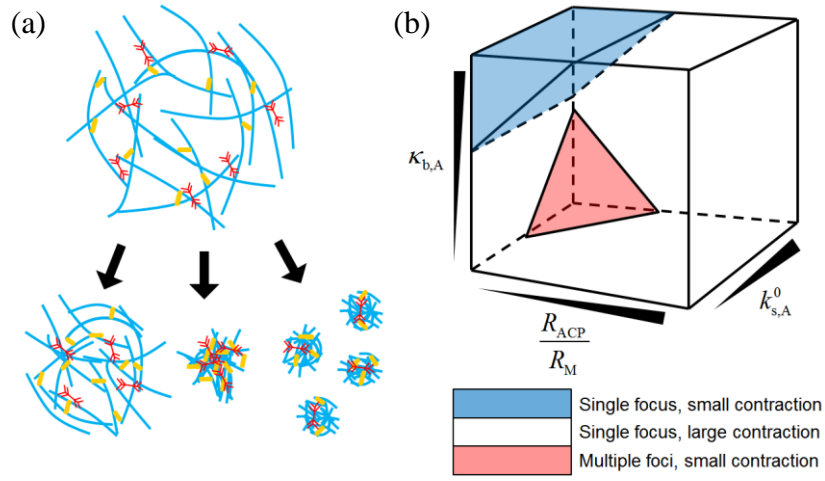 (a)
(b)
κb,A
RACP
RM
k0s,A
Single focus, small contraction
Single focus, large contraction
Multiple foci, small contraction